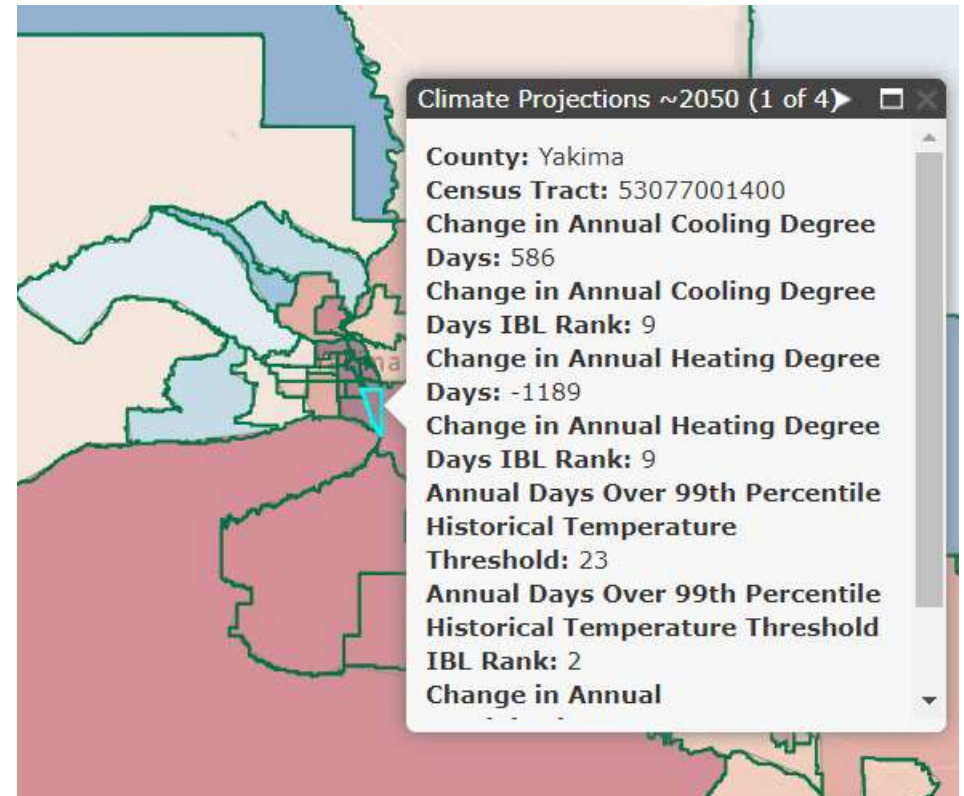 Climate Projections ~2050 (1 of 4)
County: Yakima
Census Tract: 53077001400
Change in Annual Cooling Degree
Days: 586
Change in Annual Cooling Degree
Days IBL Rank: 9
Change in Annual Heating Degree
Days: -1189
Change in Annual Heating Degree
Days IBL Rank: 9
Annual Days Over 99th Percentile
Historical Temperature
Threshold: 23
Annual Days Over 99th Percentile
Historical Temperature Threshold
IBL Rank: 2
Change in Annual